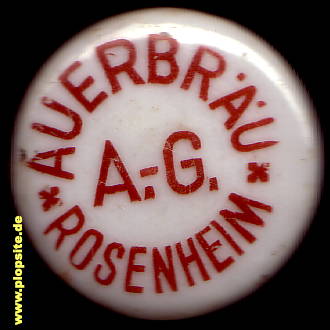 * AUERBRÄU *
A.-G.
ROSENHEIM
www.plopsite.de